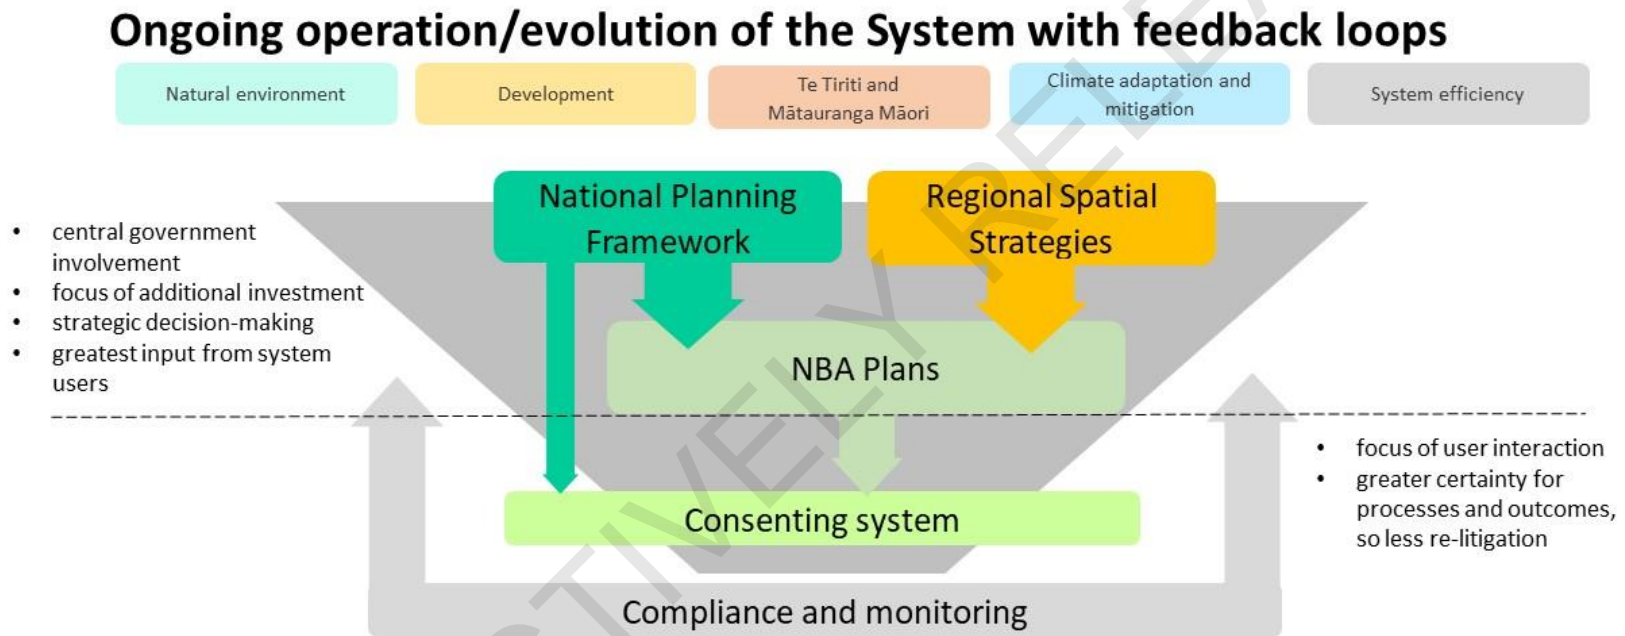 Ongoing operation/evolution of the System with feedback loops
Natural environment
Development
Te Tiriti and
Mātauranga Māori
Climate adaptation and
mitigation
System efficiency
National Planning
Framework
Regional Spatial
Strategies
• central government
involvement
• focus of additional investment
• strategic decision-making
• greatest input from system
users
NBA Plans
• focus of user interaction
• greater certainty for
processes and outcomes,
so less re-litigation
Consenting system
Compliance and monitoring
TIVELY RELE